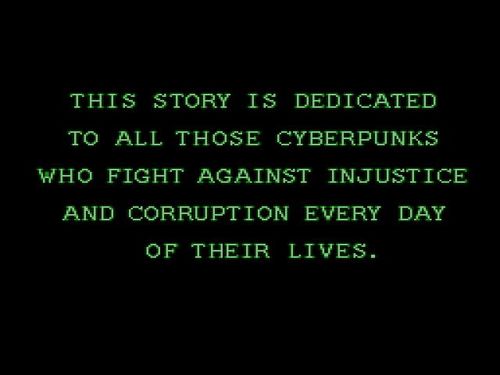 THIS STORY IS DEDICATED
TO ALL THOSE CYBERPUNKS
WHO FIGHT AGAINST INJUSTICE
AND CORRUPTION EVERY DAY
OF THEIR LIVES.